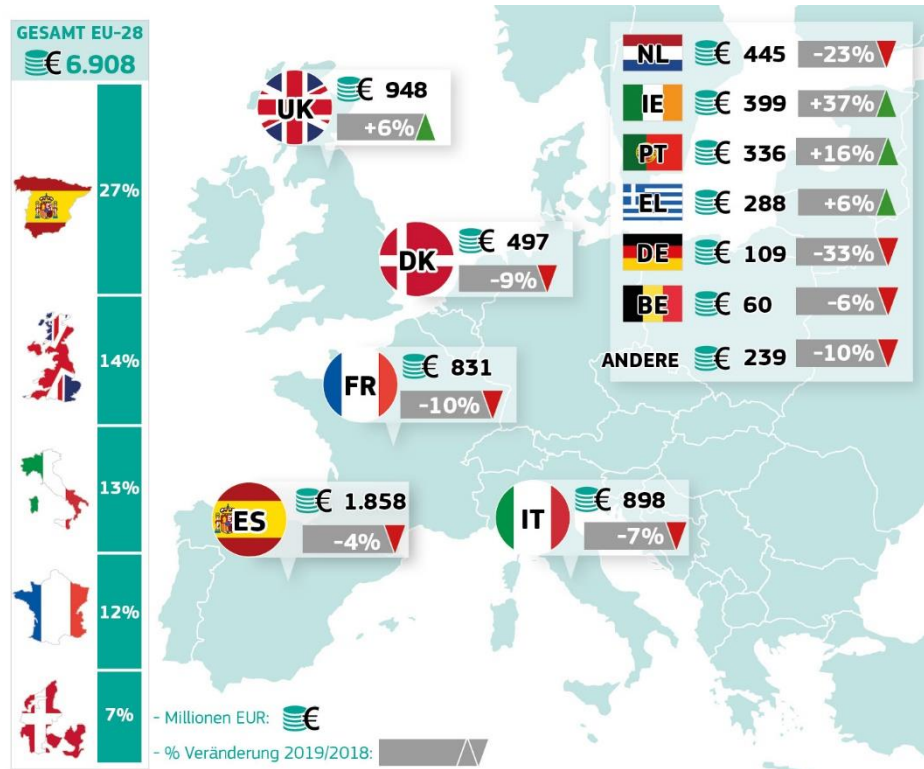 GESAMT EU-28
€ 6.908
27%
14%
13%
12%
7%
UK
€ 948
+6%
DK
€ 497
-9%
FR
€ 831
-10%
ES
€ 1.858
-4%
IT
€ 898
-7%
NL € 445 -23%
IE € 399 +37%
PT € 336 +16%
EL € 288 +6%
DE € 109 -33%
BE € 60 -6%
ANDERE € 239 -10%
- Millionen EUR: €
- % Veränderung 2019/2018: